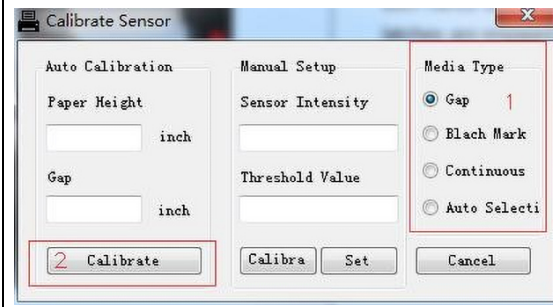 Calibrate Sensor
X
Auto Calibration
Paper Height
inch
Gap
inch
2 Calibrate
Manual Setup
Sensor Intensity
Threshold Value
Calibra
Set
Media Type
Gap 1
Blach Mark
Continuous
Auto Selecti
Cancel